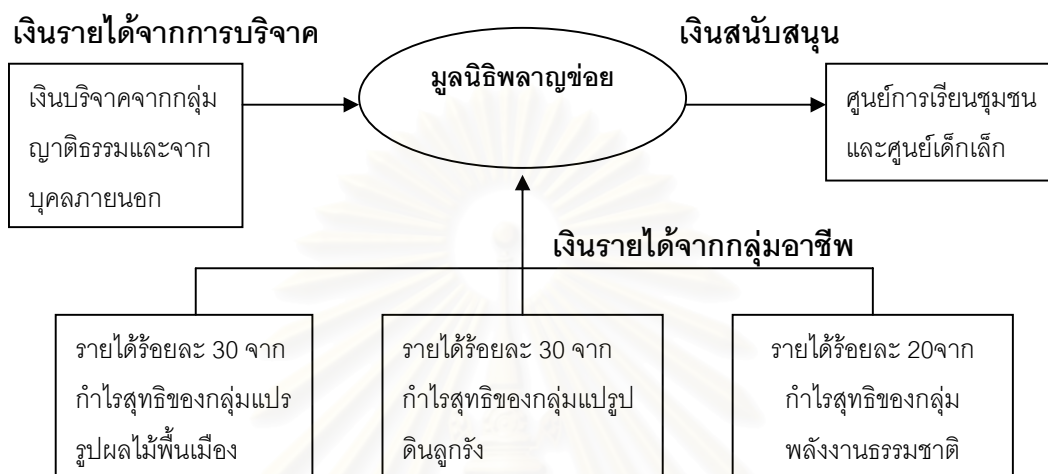 เงินรายได้จากการบริจาค
เงินสนับสนุน
มูลนิธิพลาญข่อย
เงินบริจาคจากกลุ่ม
ญาติธรรมและจาก
บุคลภายนอก
ศูนย์การเรียนชุมชน
และศูนย์เด็กเล็ก
เงินรายได้จากกลุ่มอาชีพ
รายได้ร้อยละ 30 จาก
กำไรสุทธิของกลุ่มแปร
รูปผลไม้พื้นเมือง
รายได้ร้อยละ 30 จาก
กำไรสุทธิของกลุ่มแปรูป
ดินลูกรัง
รายได้ร้อยละ 20จาก
กำไรสุทธิของกลุ่ม
พลังงานธรรมชาติ